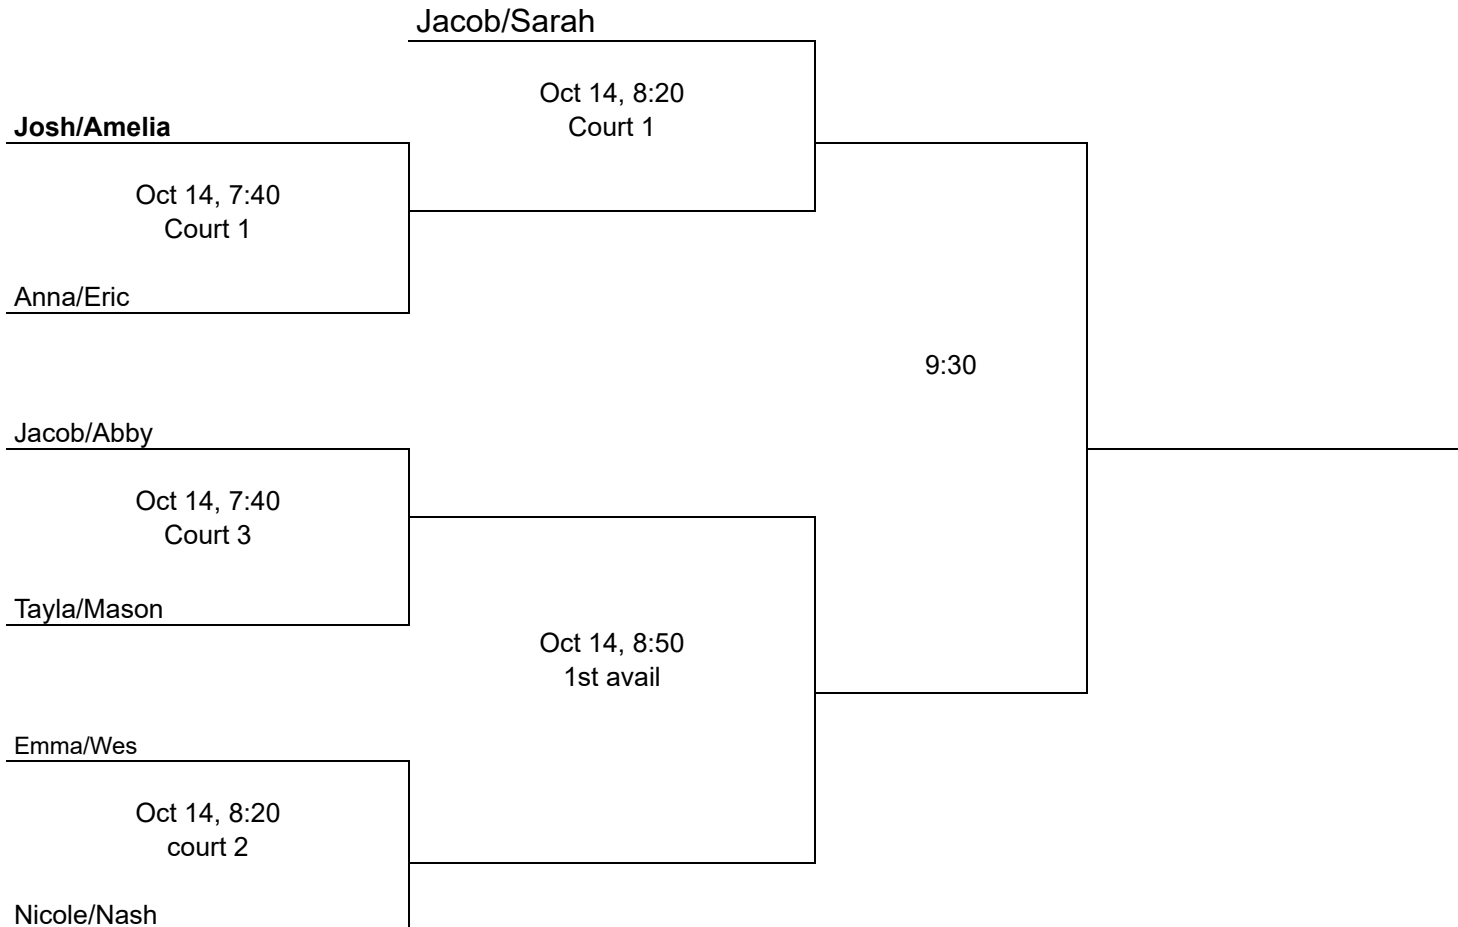 Jacob/Sarah
Oct 14, 8:20
Court 1
Josh/Amelia
Oct 14, 7:40
Court 1
Anna/Eric
9:30
Jacob/Abby
Oct 14, 7:40
Court 3
Tayla/Mason
Oct 14, 8:50
1st avail
Emma/Wes
Oct 14, 8:20
court 2
Nicole/Nash